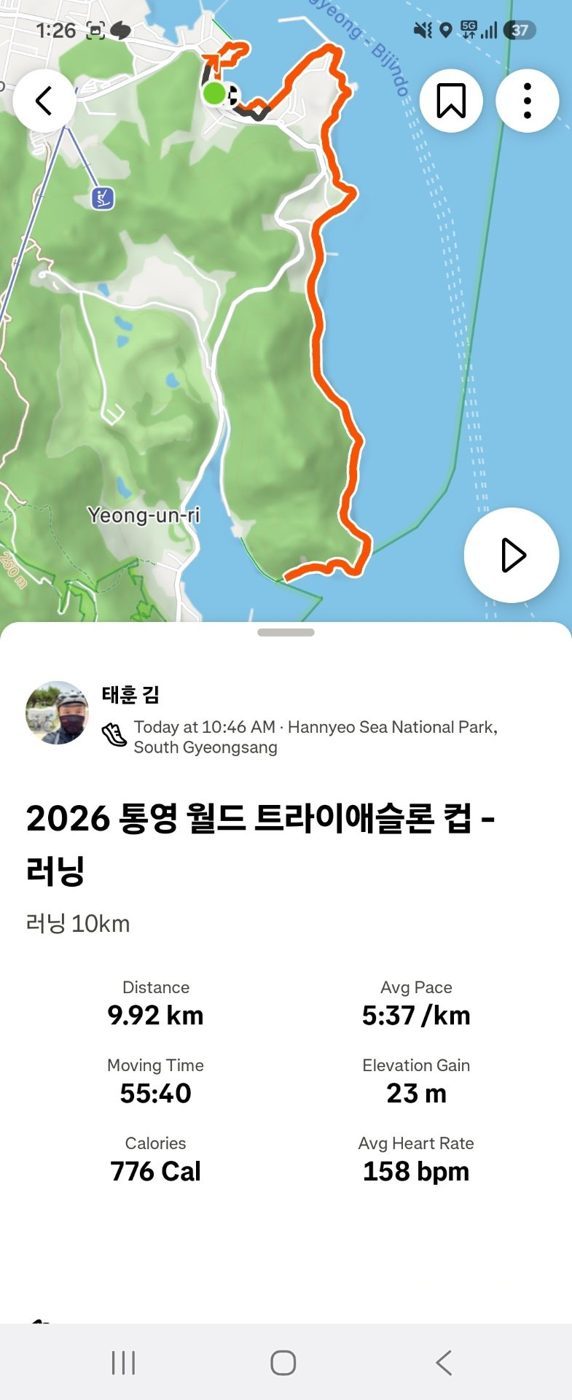 1:26
5G
37
gyeong - Bijindo
Yeong-un-ri
260 m
태훈 김
Today at 10:46 AM · Hannyeo Sea National Park,
South Gyeongsang
2026 통영 월드 트라이애슬론 컵 -
러닝
러닝 10km
Distance
Avg Pace
9.92 km
5:37 /km
Moving Time
Elevation Gain
55:40
23 m
Calories
Avg Heart Rate
776 Cal
158 bpm